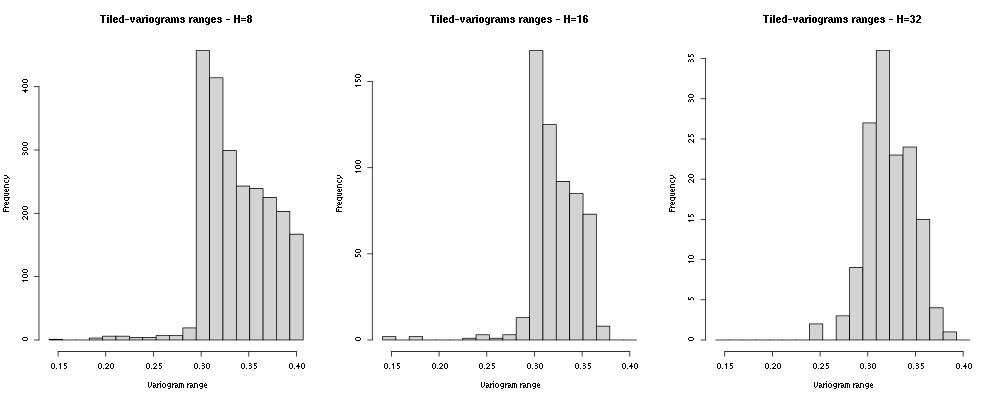 Tiled-variograms ranges - H=8
Frequency
400
300
200
100
0
0.15 0.20 0.25 0.30 0.35 0.40
Variogram range
Tiled-variograms ranges - H=16
Frequency
150
100
50
0
0.15 0.20 0.25 0.30 0.35 0.40
Variogram range
Tiled-variograms ranges - H=32
Frequency
35
30
25
20
15
10
5
0
0.15 0.20 0.25 0.30 0.35 0.40
Variogram range